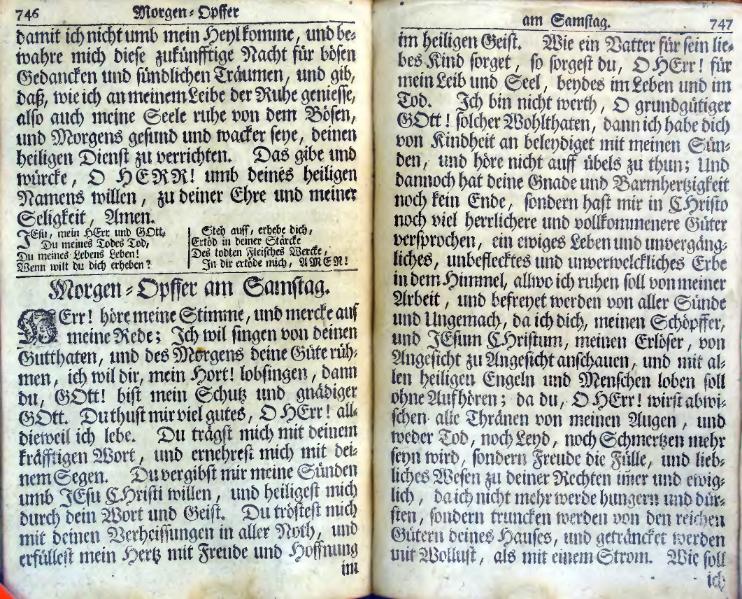 746 Morgen-Opffer
damit ich nicht umb mein Heyl komme, und be-
wahre mich diese zukünfftige Nacht für bösen
Gedancken und sündlichen Träumen, und gib,
daß, wie ich an meinem Leibe der Ruhe geniesse,
also auch meine Seele ruhe von dem Bösen,
und Morgens gesund und wacker seye, deinen
heiligen Dienst zu verrichten. Das gibe und
würcke, O HERR! umb deines heiligen
Namens willen, zu deiner Ehre und meiner
Seligkeit, Amen.
JEsu, mein HErr und GOtt,
Du meines Todes Tod,
Du meines Lebens Leben!
Wenn wilt du dich erheben?
Steh auff, erhebe dich,
Ertöd in deiner Stärcke
Des todten Fleisches Wercke,
In dir ertöde mich, AMER!
Morgen-Opffer am Samstag.
HErr! höre meine Stimme, und mercke auf
meine Rede; Ich wil singen von deinen
Gutthaten, und des Morgens deine Güte rüh-
men, ich wil dir, mein Hort! lobsingen, dann
du, GOtt! bist mein Schutz und gnädiger
GOtt. Du thust mir viel gutes, O HErr! all-
dieweil ich lebe. Du trägst mich mit deinem
kräfftigen Wort, und ernehrest mich mit dei-
nem Segen. Du vergibst mir meine Sünden
umb JEsu CHristi willen, und heiligest mich
durch dein Wort und Geist. Du tröstest mich
mit deinen Verheissungen in aller Noth, und
erfüllest mein Hertz mit Freude und Hoffnung
im
am Samstag. 747
im heiligen Geist. Wie ein Vatter für sein lie-
bes Kind sorget, so sorgest du, O HErr! für
mein Leib und Seel, beydes im Leben und im
Tod. Ich bin nicht werth, O grundgütiger
GOtt! solcher Wohlthaten, dann ich habe dich
von Kindheit an beleydiget mit meinen Sün-
den, und höre nicht auff übels zu thun; Und
dannoch hat deine Gnade und Barmhertzigkeit
noch kein Ende, sondern hast mir in CHristo
noch viel herrlichere und vollkommenere Güter
versprochen, ein ewiges Leben und unvergäng-
liches, unbeflecktes und unverwelckliches Erbe
in dem Himmel, allwo ich ruhen soll von meiner
Arbeit, und befreyet werden von aller Sünde
und Ungemach, da ich dich, meinen Schöpffer,
und JEsum CHristum, meinen Erlöser, von
Angesicht zu Angesicht anschauen, und mit al-
len heiligen Engeln und Menschen loben soll
ohne Aufhören; da du, O HErr! wirst abwi-
schen alle Thränen von meinen Augen, und
weder Tod, noch Leyd, noch Schmertzen mehr
seyn wird, sondern Freude die Fülle, und lieb-
liches Wesen zu deiner Rechten im̄er und ewig-
lich, da ich nicht mehr werde hungern und dür-
sten, sondern truncken werden von den reichen
Gütern deines Hauses, und geträncket werden
mit Wollust, als mit einem Strom. Wie soll
ich